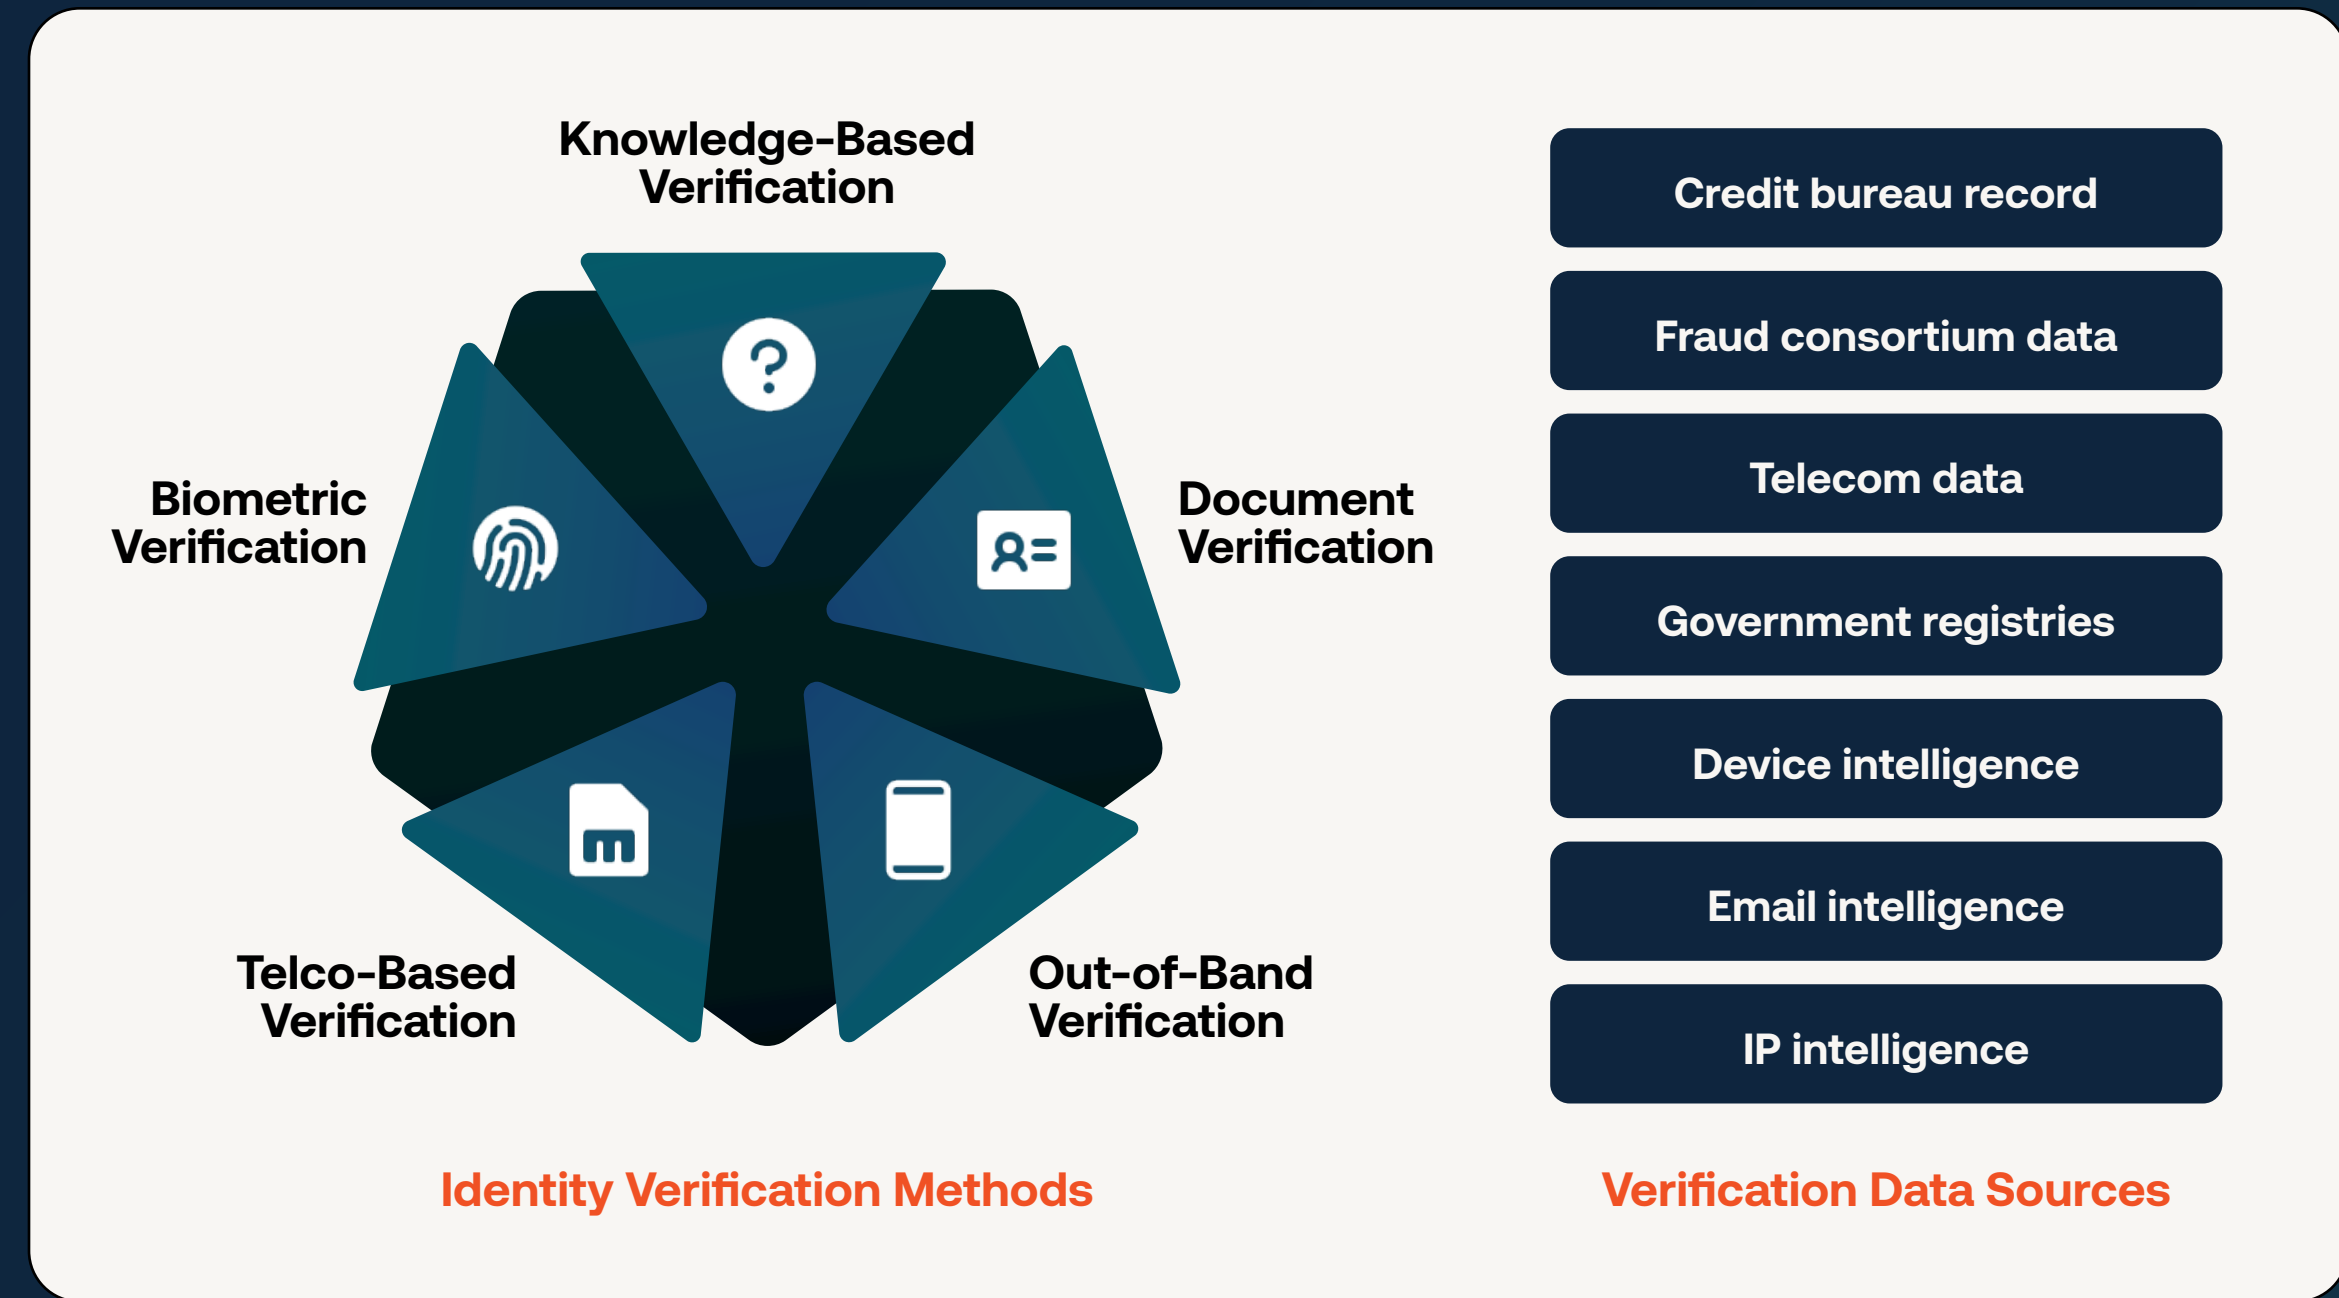 Knowledge-Based
Verification
Biometric
Verification
Document
Verification
Telco-Based
Verification
Out-of-Band
Verification
Identity Verification Methods
Credit bureau record
Fraud consortium data
Telecom data
Government registries
Device intelligence
Email intelligence
IP intelligence
Verification Data Sources